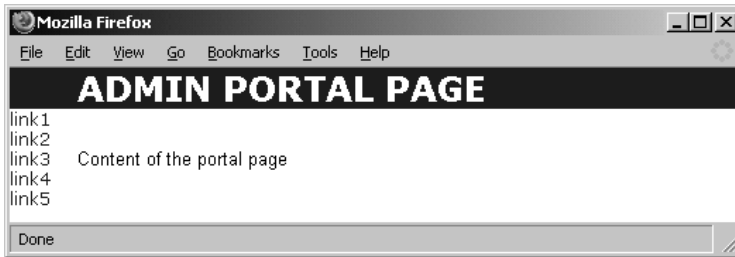 Mozilla Firefox
File Edit View Go Bookmarks Tools Help
ADMIN PORTAL PAGE
link1
link2
link3 Content of the portal page
link4
link5
Done